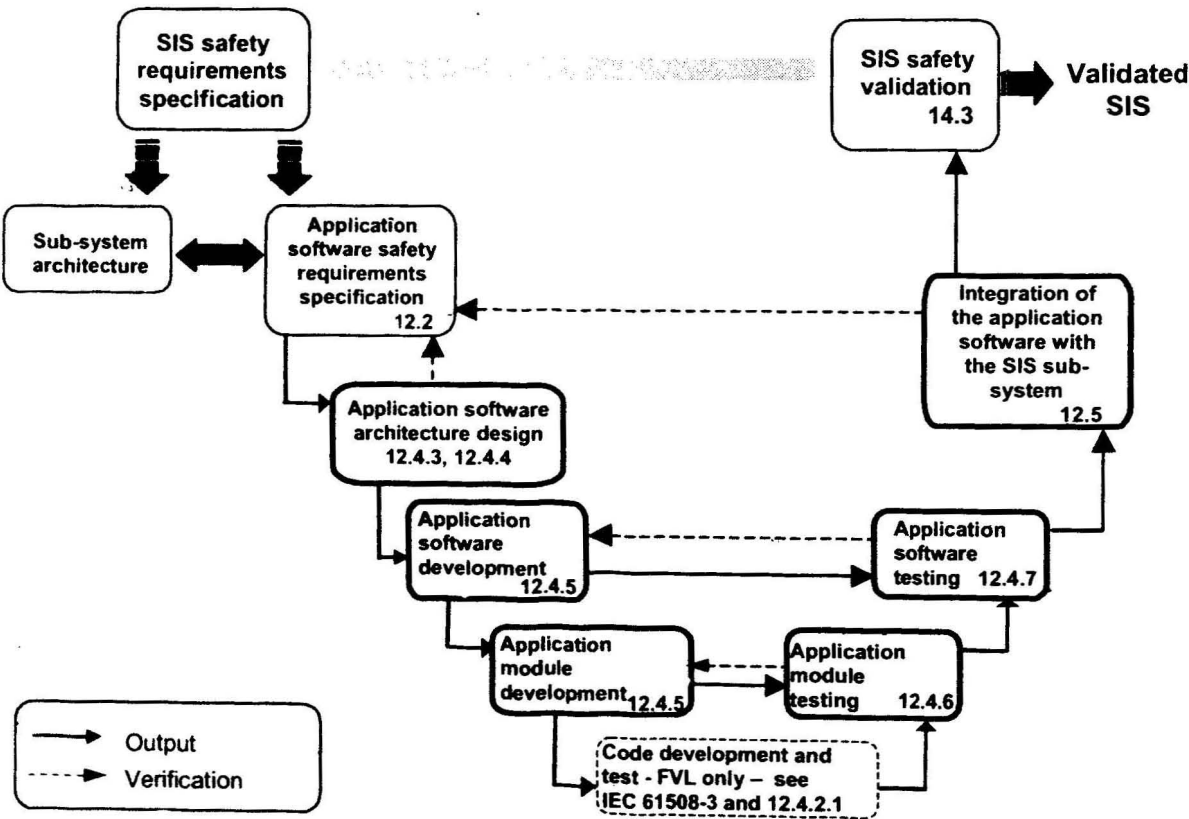 SIS safety
requirements
specification
SIS safety
validation
14.3
Validated
SIS
Sub-system
architecture
Application
software safety
requirements
specification
12.2
Integration of
the application
software with
the SIS sub-
system
12.5
Application software
architecture design
12.4.3, 12.4.4
Application
software
development
12.4.5
Application
software
testing 12.4.7
Application
module
development
12.4.5
Application
module
testing 12.4.6
Code development and
test - FVL only – see
IEC 61508-3 and 12.4.2.1
Output
Verification